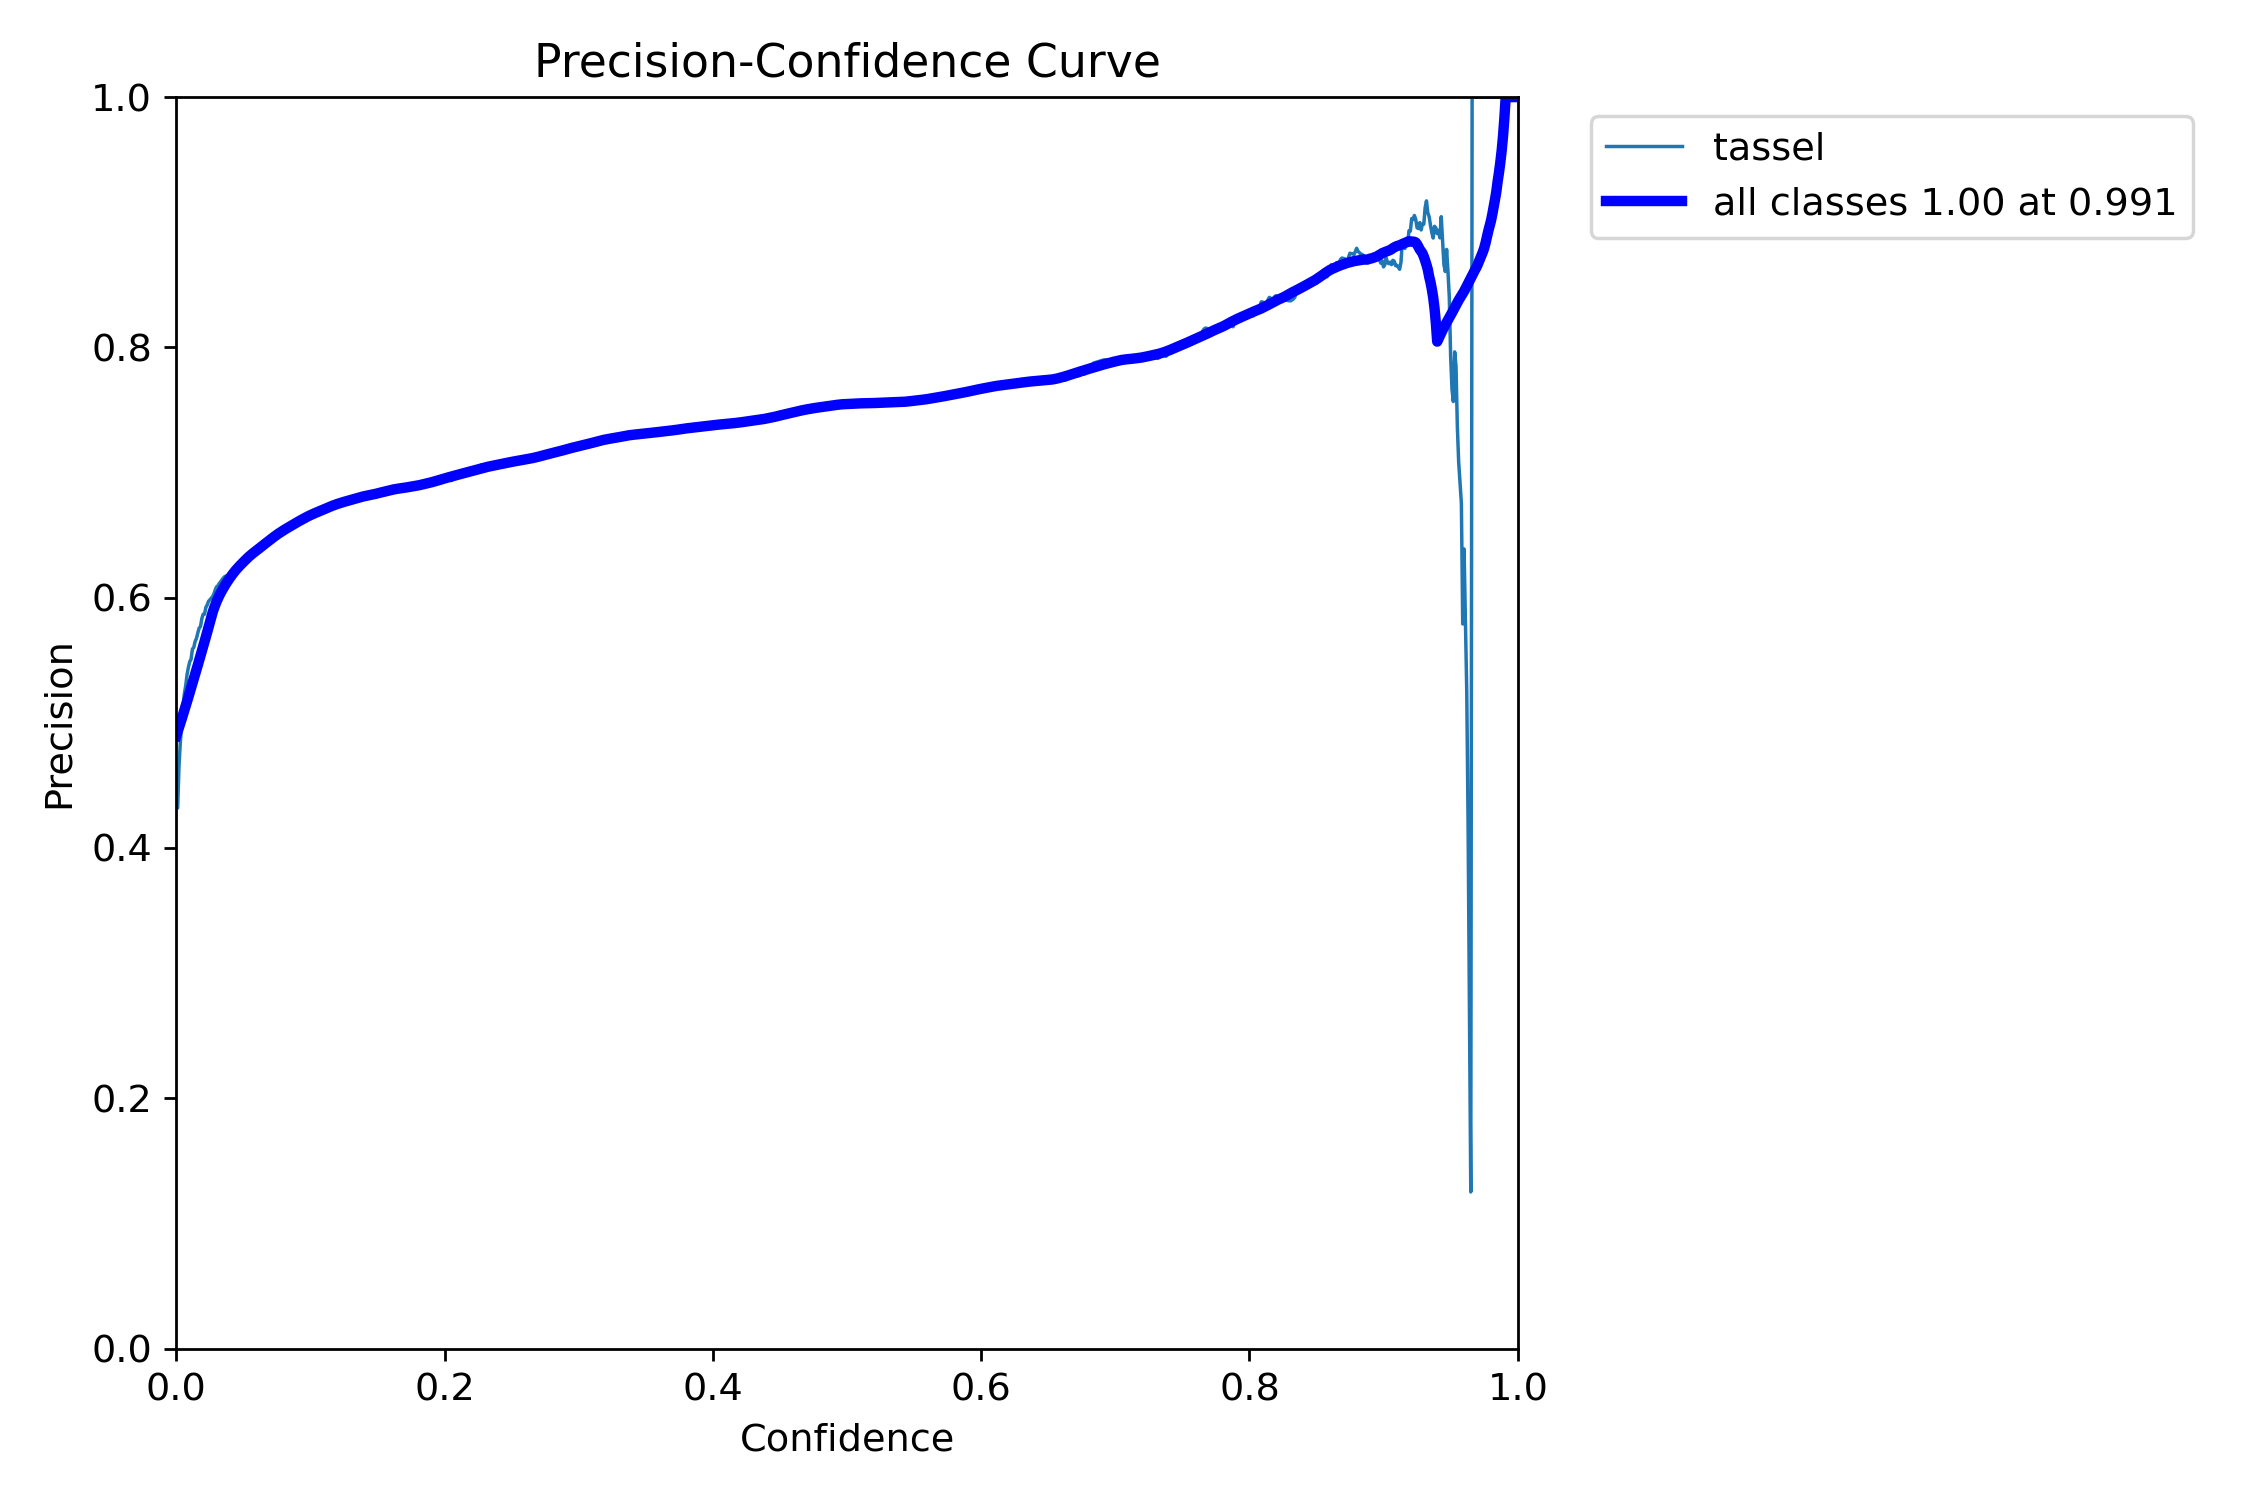 Precision-Confidence Curve
1.0
0.8
0.6
0.4
0.2
0.0
Precision
0.0 0.2 0.4 0.6 0.8 1.0
Confidence
tassel
all classes 1.00 at 0.991